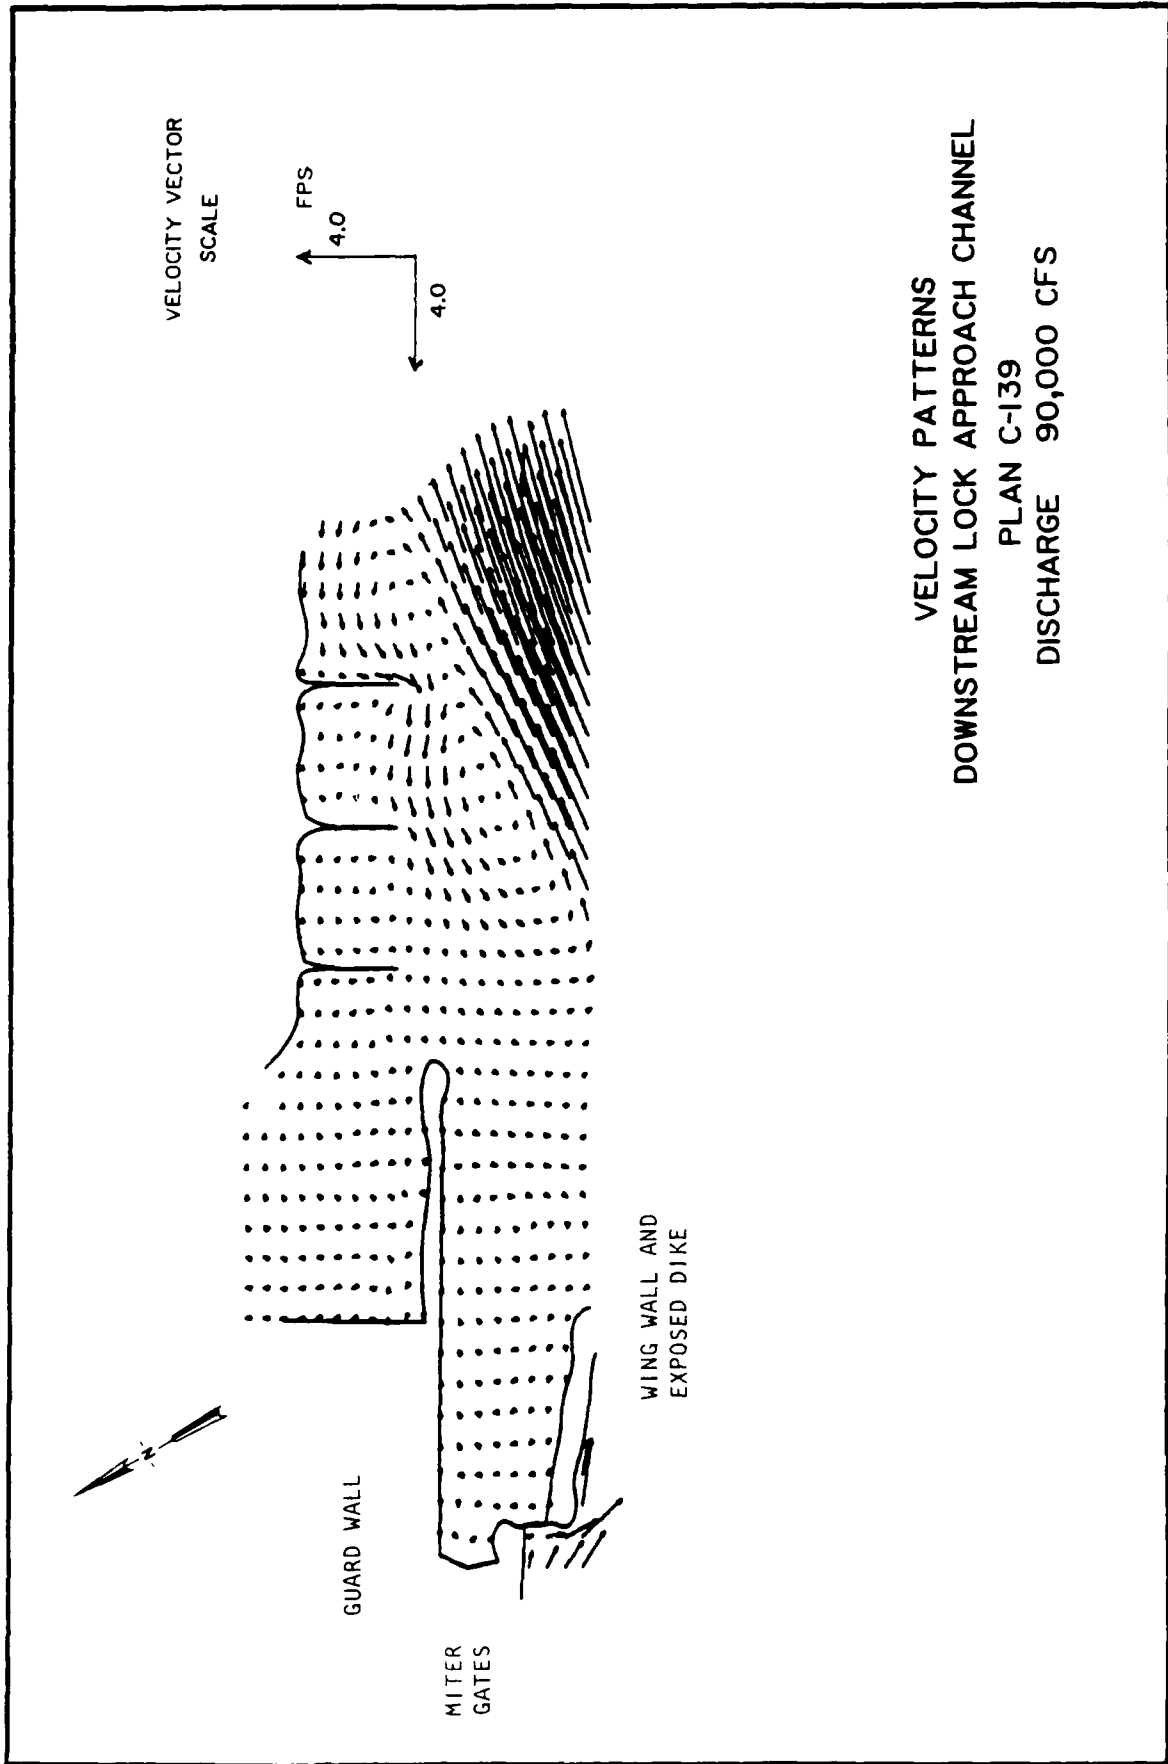 VELOCITY VECTOR
SCALE
FPS
4.0
4.0
N
GUARD WALL
MITER
GATES
WING WALL AND
EXPOSED DIKE
VELOCITY PATTERNS
DOWNSTREAM LOCK APPROACH CHANNEL
PLAN C-139
DISCHARGE 90,000 CFS